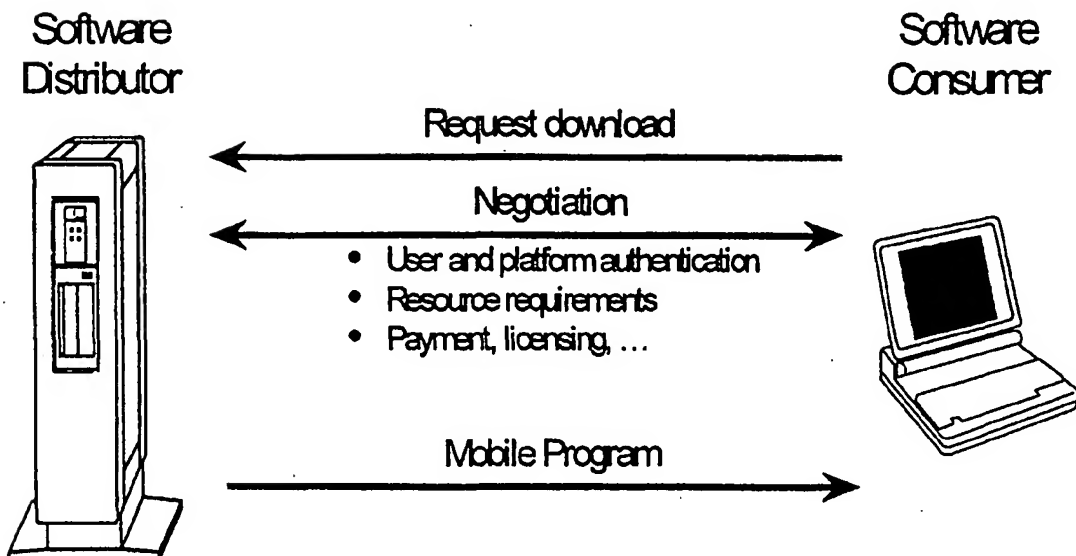 Software
Distributor
Software
Consumer
Request download
Negotiation
• User and platform authentication
• Resource requirements
• Payment, licensing, ...
Mobile Program